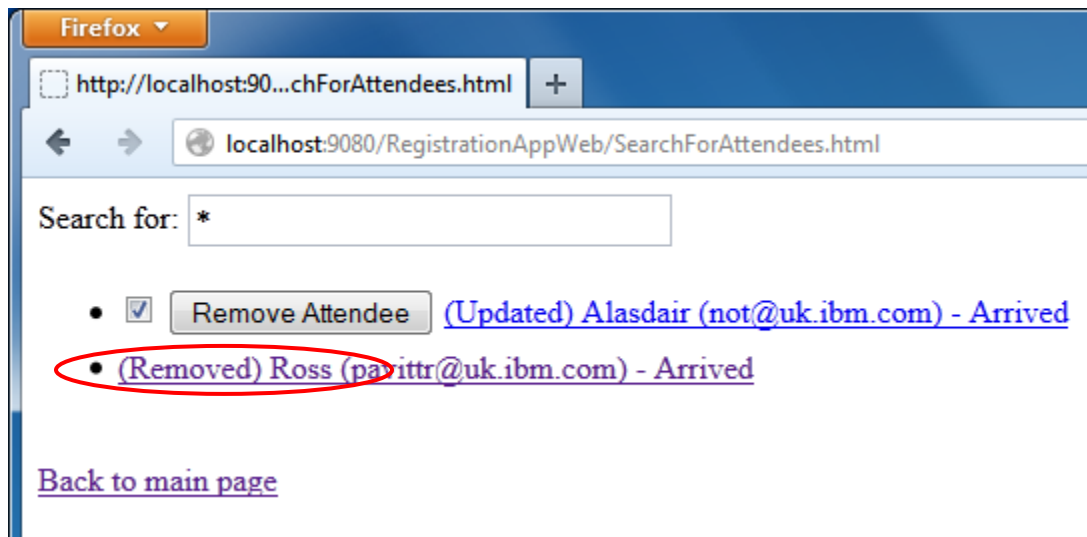 Firefox
http://localhost:90...chForAttendees.html
localhost:9080/RegistrationAppWeb/SearchForAttendees.html
Search for: *
Remove Attendee (Updated) Alasdair (not@uk.ibm.com) - Arrived
(Removed) Ross (pavittr@uk.ibm.com) - Arrived
Back to main page